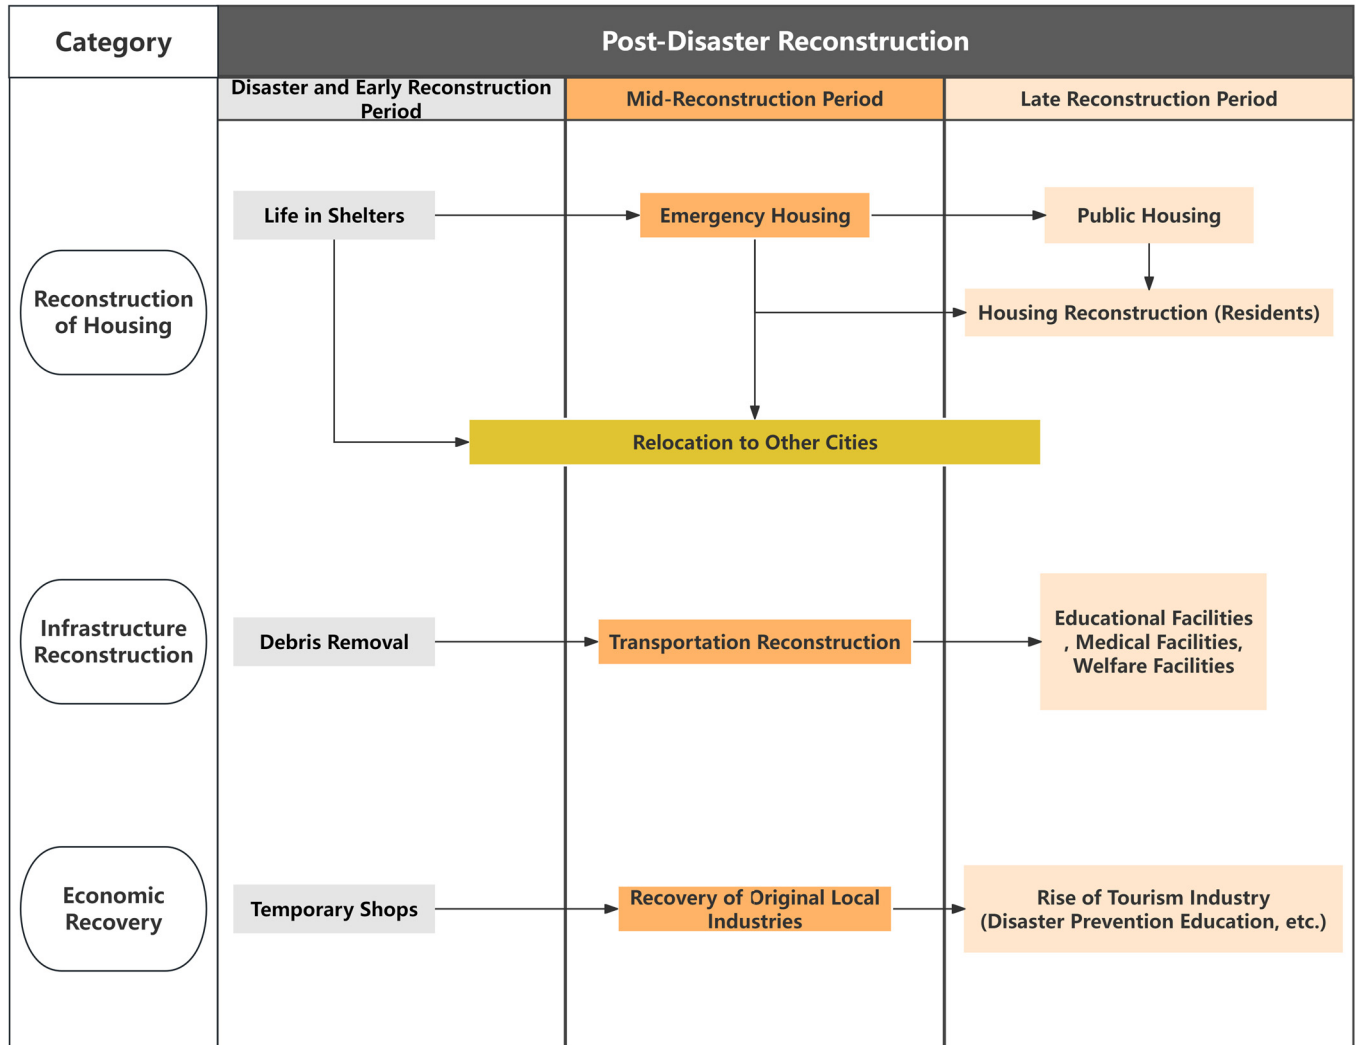 Category
Post-Disaster Reconstruction
Disaster and Early Reconstruction
Period
Mid-Reconstruction Period
Late Reconstruction Period
Reconstruction
of Housing
Life in Shelters
Emergency Housing
Public Housing
Housing Reconstruction (Residents)
Relocation to Other Cities
Infrastructure
Reconstruction
Debris Removal
Transportation Reconstruction
Educational Facilities
, Medical Facilities,
Welfare Facilities
Economic
Recovery
Temporary Shops
Recovery of Original Local
Industries
Rise of Tourism Industry
(Disaster Prevention Education, etc.)